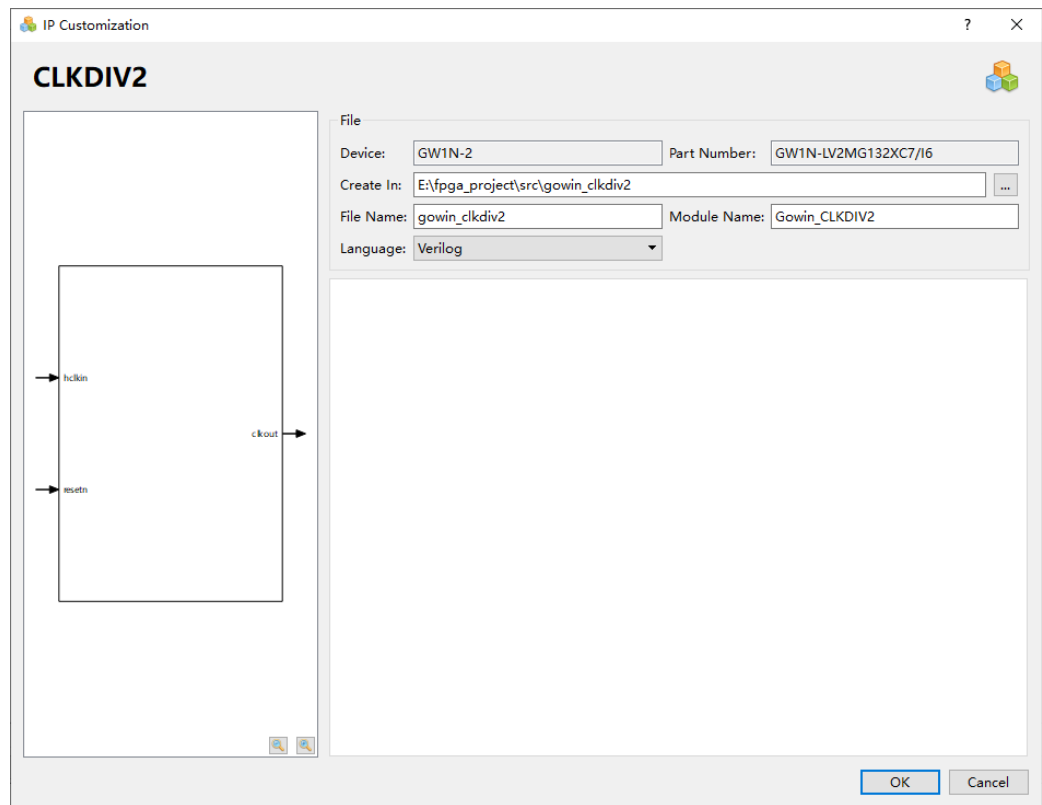 IP Customization ? ×
CLKDIV2
File
Device: GW1N-2 Part Number: GW1N-LV2MG132XC7/I6
Create In: E:\fpga_project\src\gowin_clkdiv2 ...
File Name: gowin_clkdiv2 Module Name: Gowin_CLKDIV2
Language: Verilog
hclkin
clkout
resetn
OK Cancel